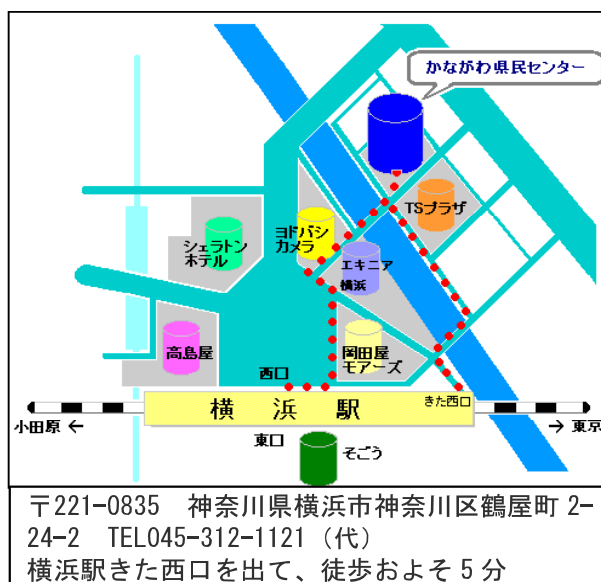 かながわ県民センター
TSプラザ
ヨドバシ
カメラ
シェラトン
ホテル
エキニア
横浜
高島屋
岡田屋
モアーズ
西口
きた西口
横 浜 駅
小田原 ←
→ 東京
東口
そごう
〒221-0835 神奈川県横浜市神奈川区鶴屋町 2-
24-2 TEL045-312-1121（代）
横浜駅きた西口を出て、徒歩およそ 5 分